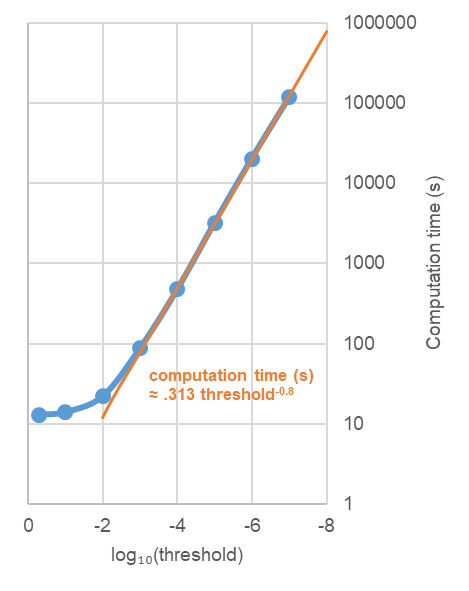 1000000
100000
10000
1000
100
10
1
Computation time (s)
computation time (s)
≈ .313 threshold⁻⁰·⁸
0 -2 -4 -6 -8
log₁₀(threshold)